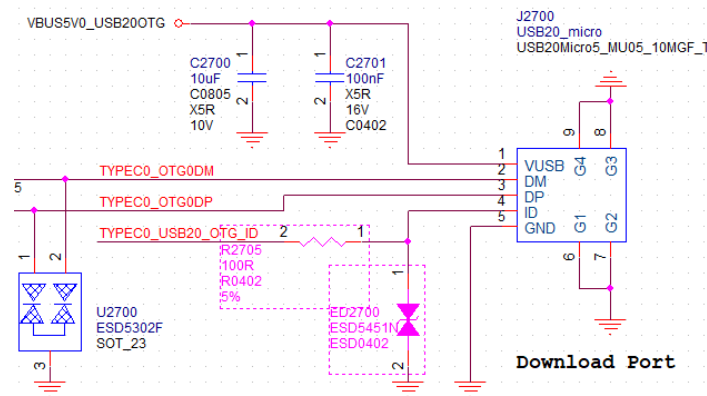 J2700
USB20_micro
USB20Micro5_MU05_10MGF_T
VBUS5V0_USB20OTG
1
1
C2700
10uF
C0805
X5R
10V
2
C2701
100nF
X5R
16V
C0402
2
9
8
1
VUSB
G4
G3
2
DM
3
DP
4
ID
5
GND
G1
G2
6
7
TYPEC0_OTG0DM
5
TYPEC0_OTG0DP
TYPEC0_USB20_OTG_ID
2
1
R2705
100R
R0402
5%
1
2
U2700
ESD5302F
SOT_23
3
1
ED2700
ESD5451N
ESD0402
2
Download Port